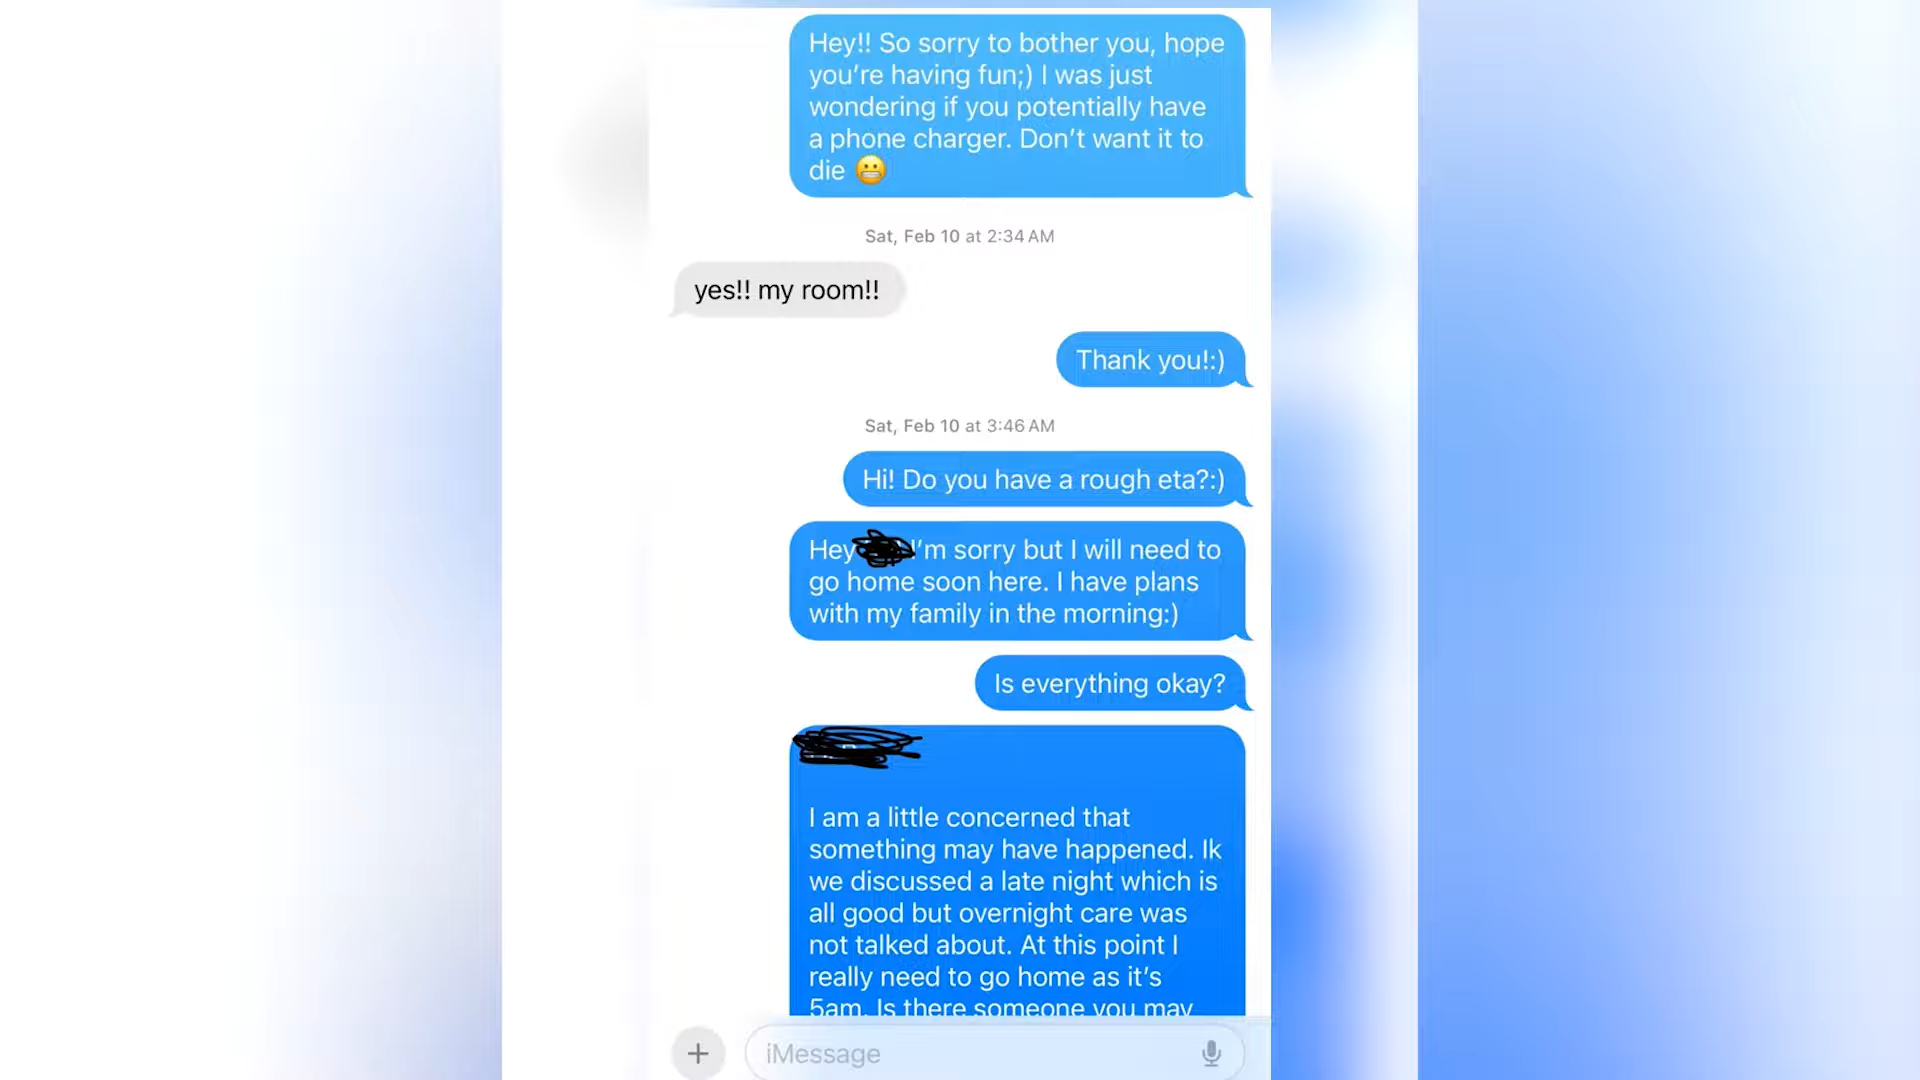 Hey!! So sorry to bother you, hope
you’re having fun;) I was just
wondering if you potentially have
a phone charger. Don’t want it to
die 😬
Sat, Feb 10 at 2:34 AM
yes!! my room!!
Thank you!:)
Sat, Feb 10 at 3:46 AM
Hi! Do you have a rough eta?:)
Hey I’m sorry but I will need to
go home soon here. I have plans
with my family in the morning:)
Is everything okay?
I am a little concerned that
something may have happened. Ik
we discussed a late night which is
all good but overnight care was
not talked about. At this point I
really need to go home as it’s
5am. Is there someone you may
iMessage